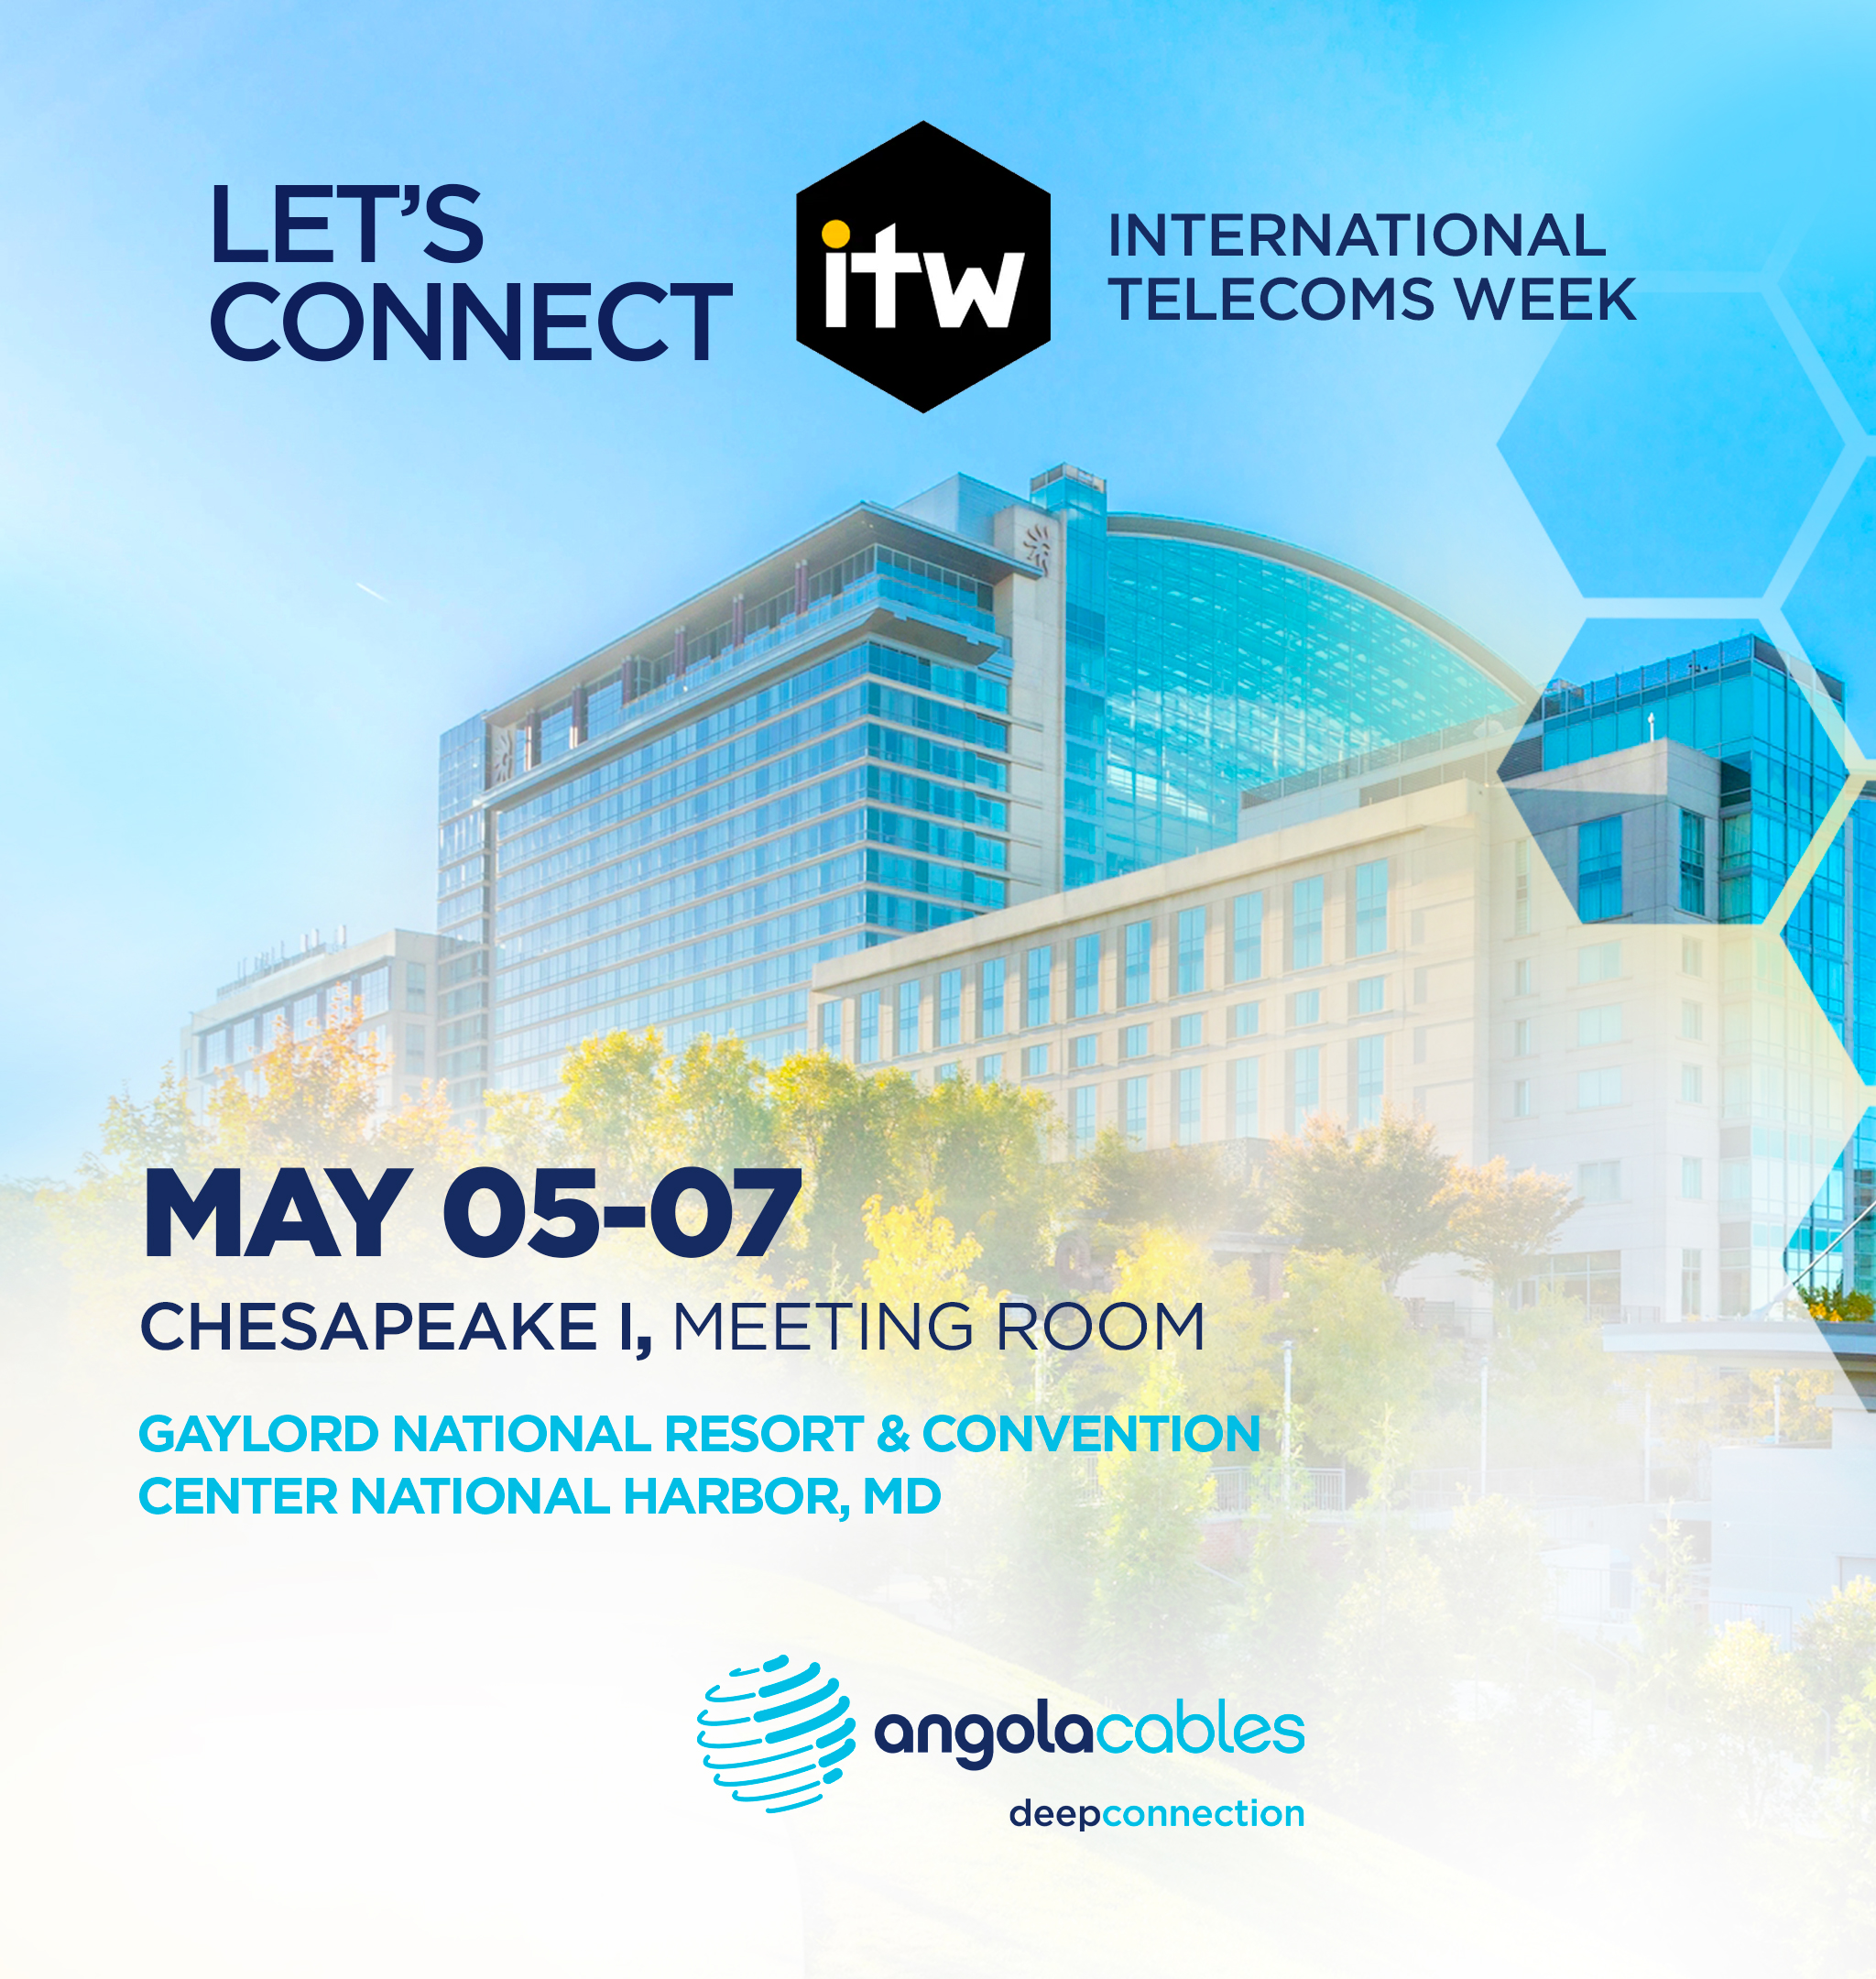 LET'S
CONNECT
itw
INTERNATIONAL
TELECOMS WEEK
MAY 05-07
CHESAPEAKE I, MEETING ROOM
GAYLORD NATIONAL RESORT & CONVENTION
CENTER NATIONAL HARBOR, MD
angolacables
deepconnection